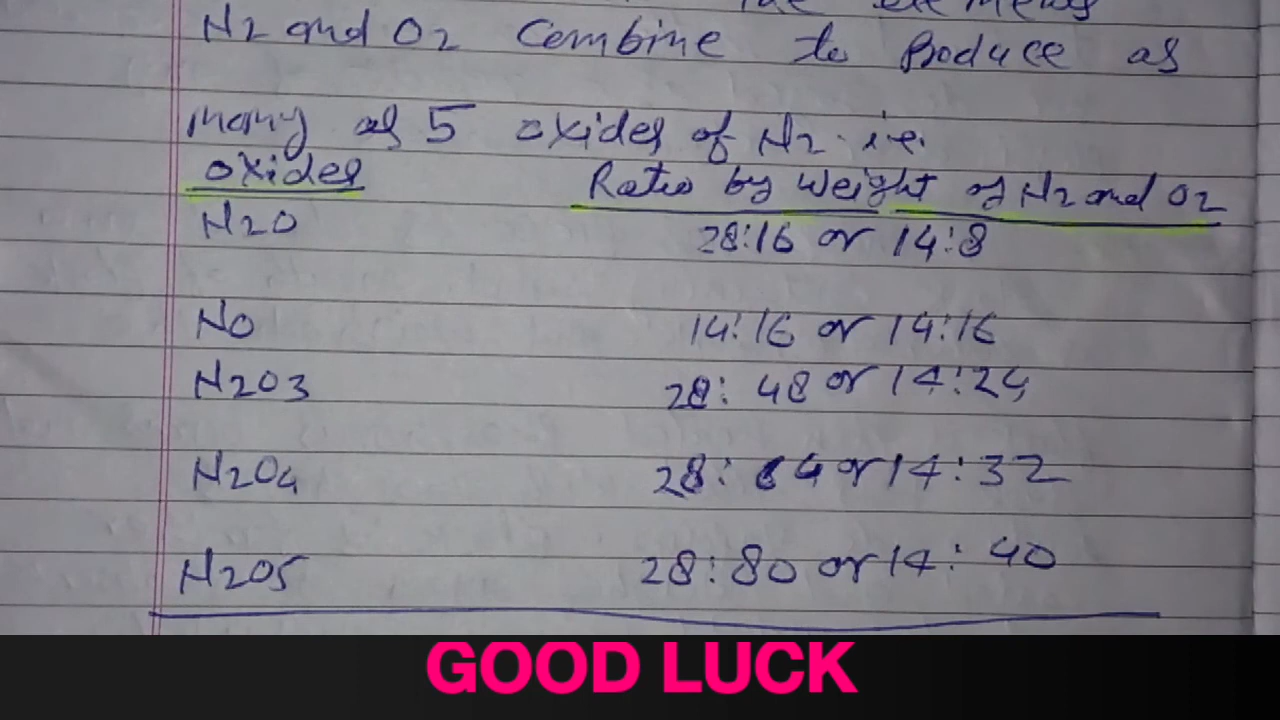 N2 and O2 Combine to Produce as
many as 5 oxides of N2. i.e.
oxides Ratio by Weight of N2 and O2
N2O 28:16 or 14:8
NO 14:16 or 14:16
N2O3 28:48 or 14:24
N2O4 28:64 or 14:32
N2O5 28:80 or 14:40
GOOD LUCK